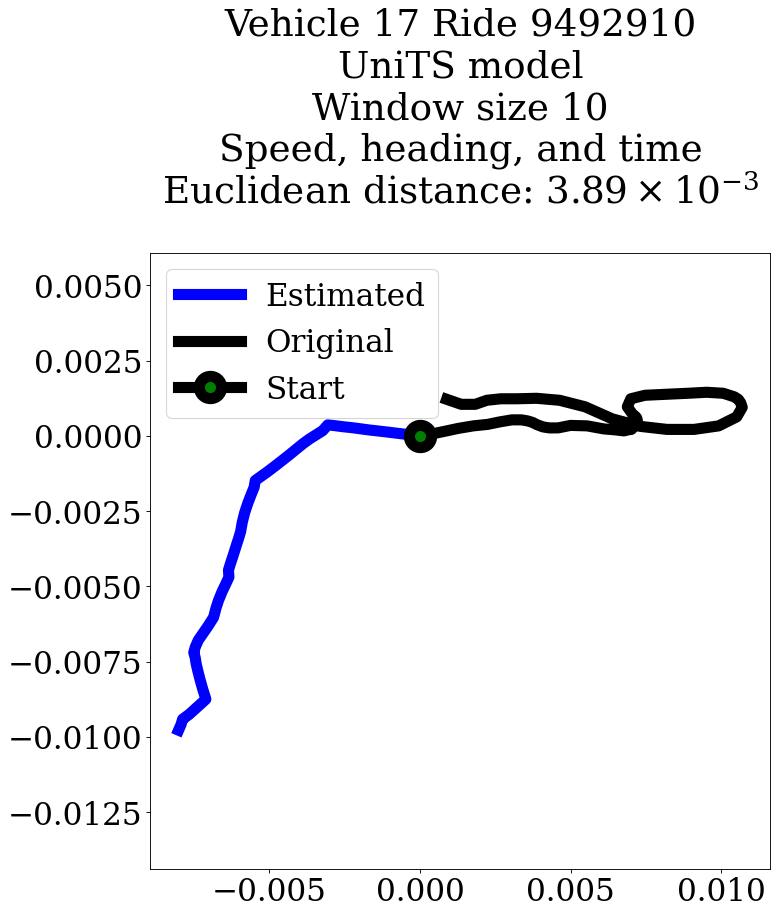 Vehicle 17 Ride 9492910
UniTS model
Window size 10
Speed, heading, and time
Euclidean distance: 3.89 × 10⁻³
Estimated
Original
Start
0.0050
0.0025
0.0000
−0.0025
−0.0050
−0.0075
−0.0100
−0.0125
−0.005 0.000 0.005 0.010